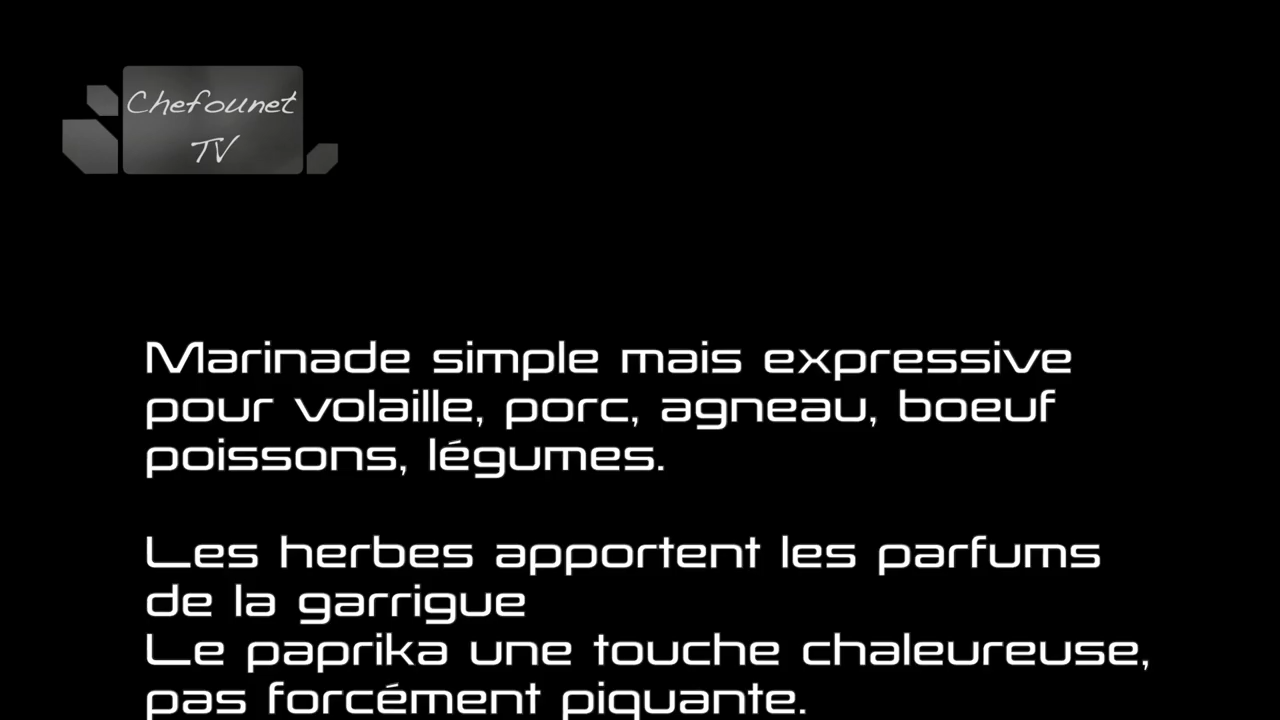 Chefounet
TV
Marinade simple mais expressive
pour volaille, porc, agneau, boeuf
poissons, légumes.
Les herbes apportent les parfums
de la garrigue
Le paprika une touche chaleureuse,
pas forcément piquante.